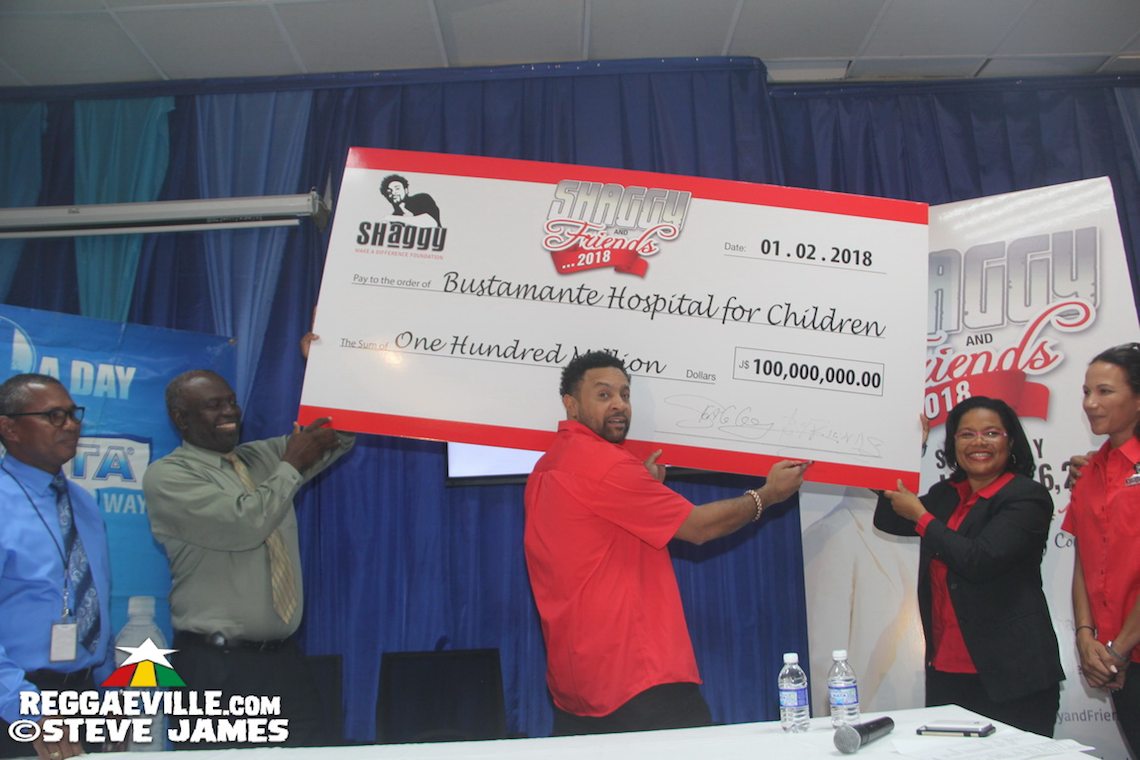 SHaGGY
MAKE A DIFFERENCE FOUNDATION
SHAGGY
AND
Friends
...2018
Date: 01.02.2018
Pay to the order of Bustamante Hospital for Children
The Sum of One Hundred Million Dollars
J$ 100,000,000.00
A DAY
WAY
AGGY
AND
riends
2018
REGGAEVILLE.COM
©STEVE JAMES